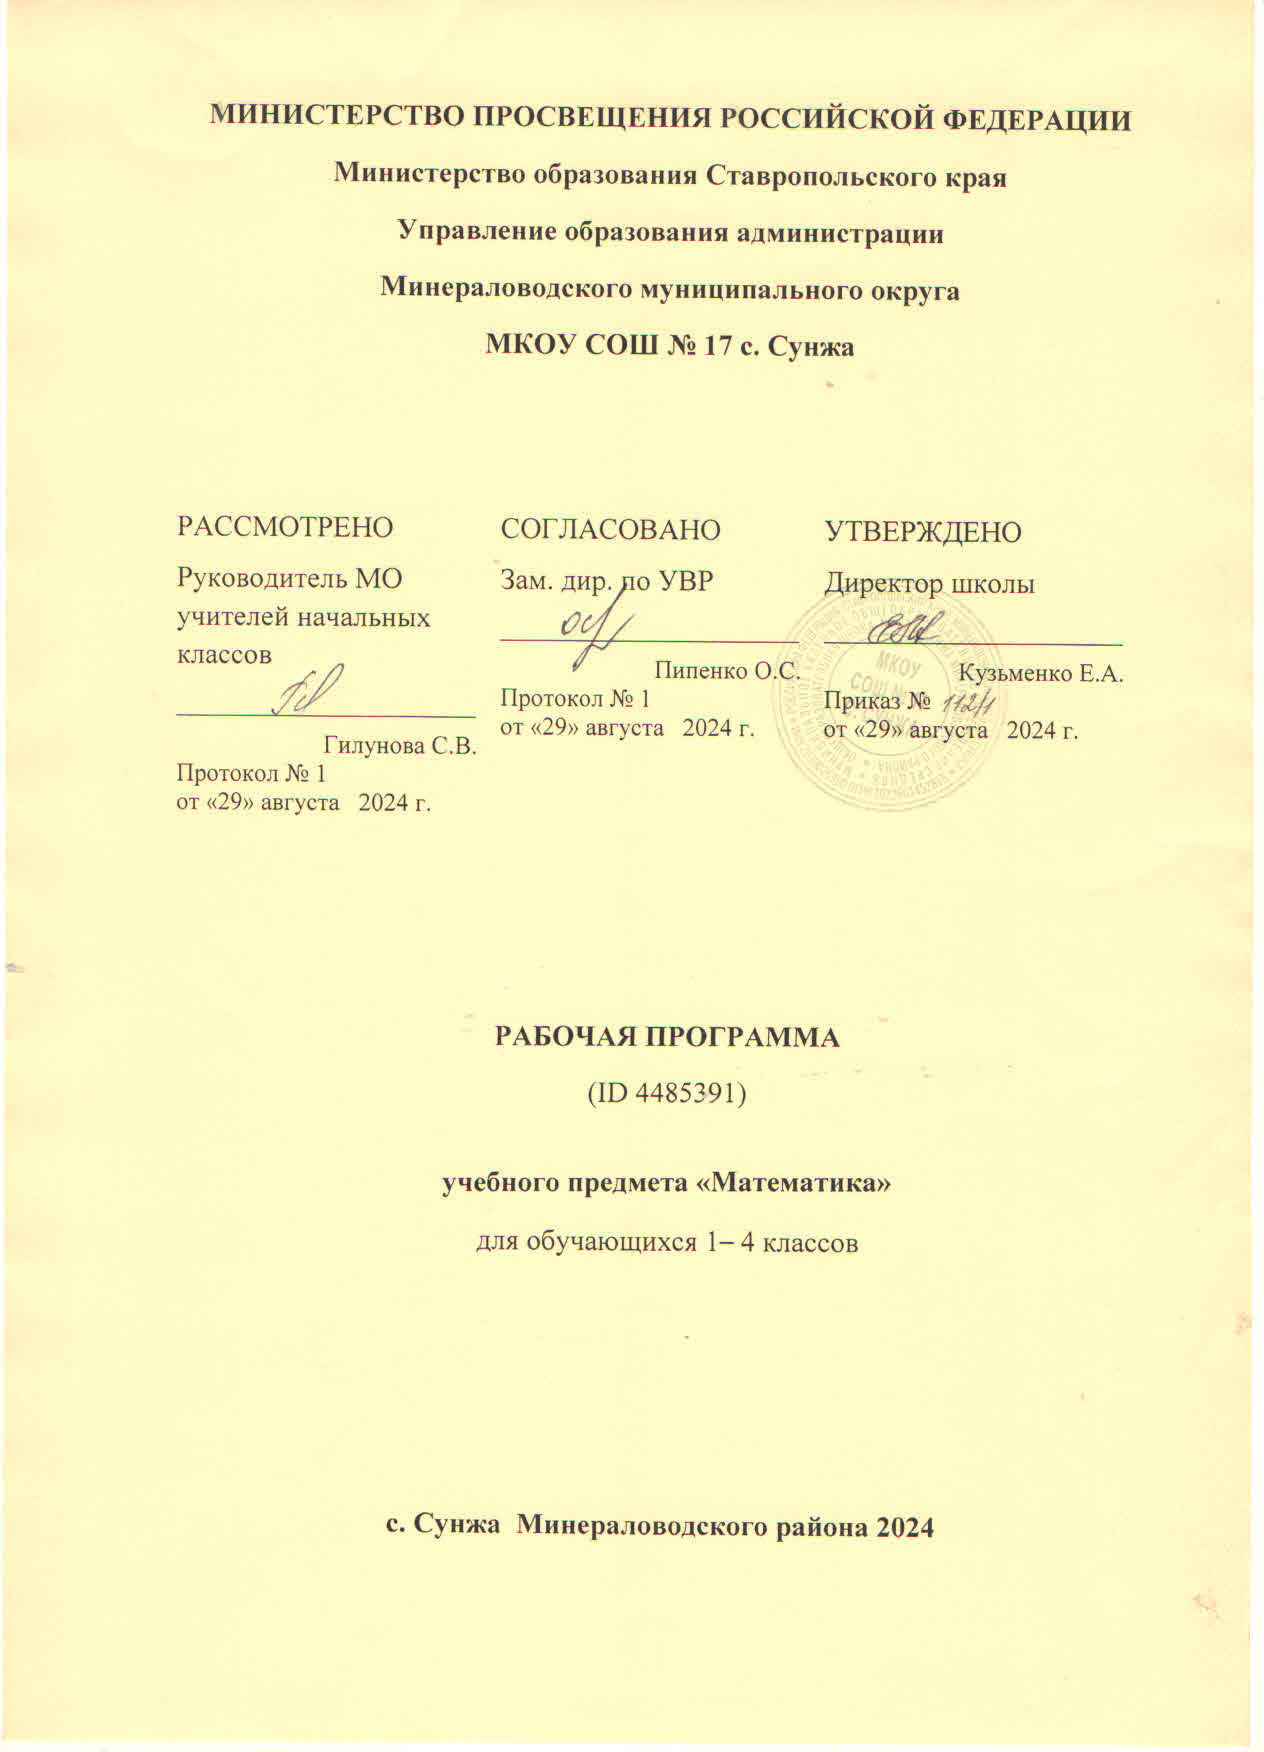 МИНИСТЕРСТВО ПРОСВЕЩЕНИЯ РОССИЙСКОЙ ФЕДЕРАЦИИ
Министерство образования Ставропольского края
Управление образования администрации
Минераловодского муниципального округа
МКОУ СОШ № 17 с. Сунжа
РАССМОТРЕНО
Руководитель МО
учителей начальных
классов
Гилунова С.В.
Протокол № 1
от «29» августа 2024 г.
СОГЛАСОВАНО
Зам. дир. по УВР
Пипенко О.С.
Протокол № 1
от «29» августа 2024 г.
УТВЕРЖДЕНО
Директор школы
Кузьменко Е.А.
Приказ № 112/1
от «29» августа 2024 г.
МКОУ
СОШ №
РАБОЧАЯ ПРОГРАММА
(ID 4485391)
учебного предмета «Математика»
для обучающихся 1– 4 классов
с. Сунжа Минераловодского района 2024